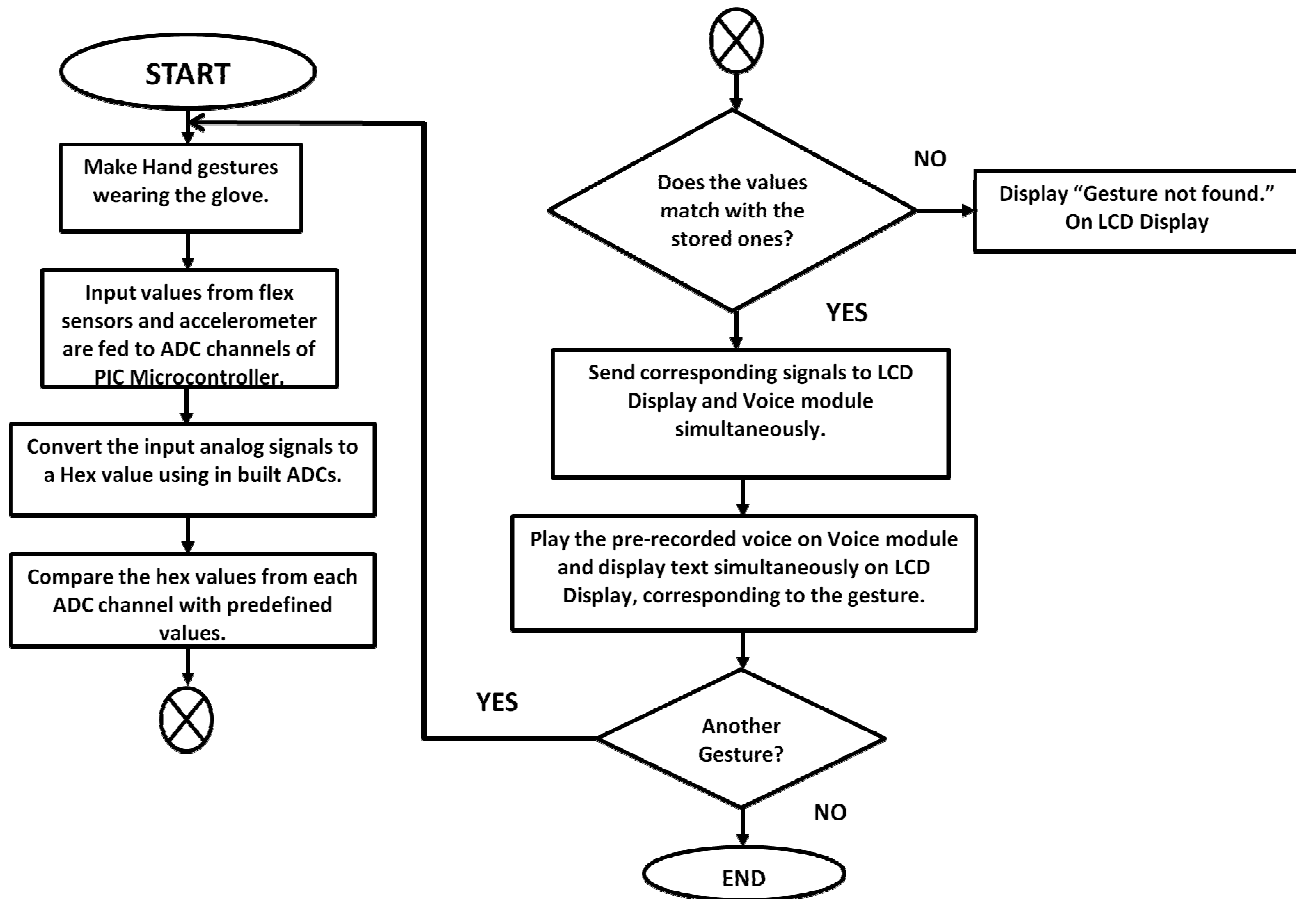 START
Make Hand gestures
wearing the glove.
Input values from flex
sensors and accelerometer
are fed to ADC channels of
PIC Microcontroller.
Convert the input analog signals to
a Hex value using in built ADCs.
Compare the hex values from each
ADC channel with predefined
values.
Does the values
match with the
stored ones?
NO
Display “Gesture not found.”
On LCD Display
YES
Send corresponding signals to LCD
Display and Voice module
simultaneously.
Play the pre-recorded voice on Voice module
and display text simultaneously on LCD
Display, corresponding to the gesture.
YES
Another
Gesture?
NO
END